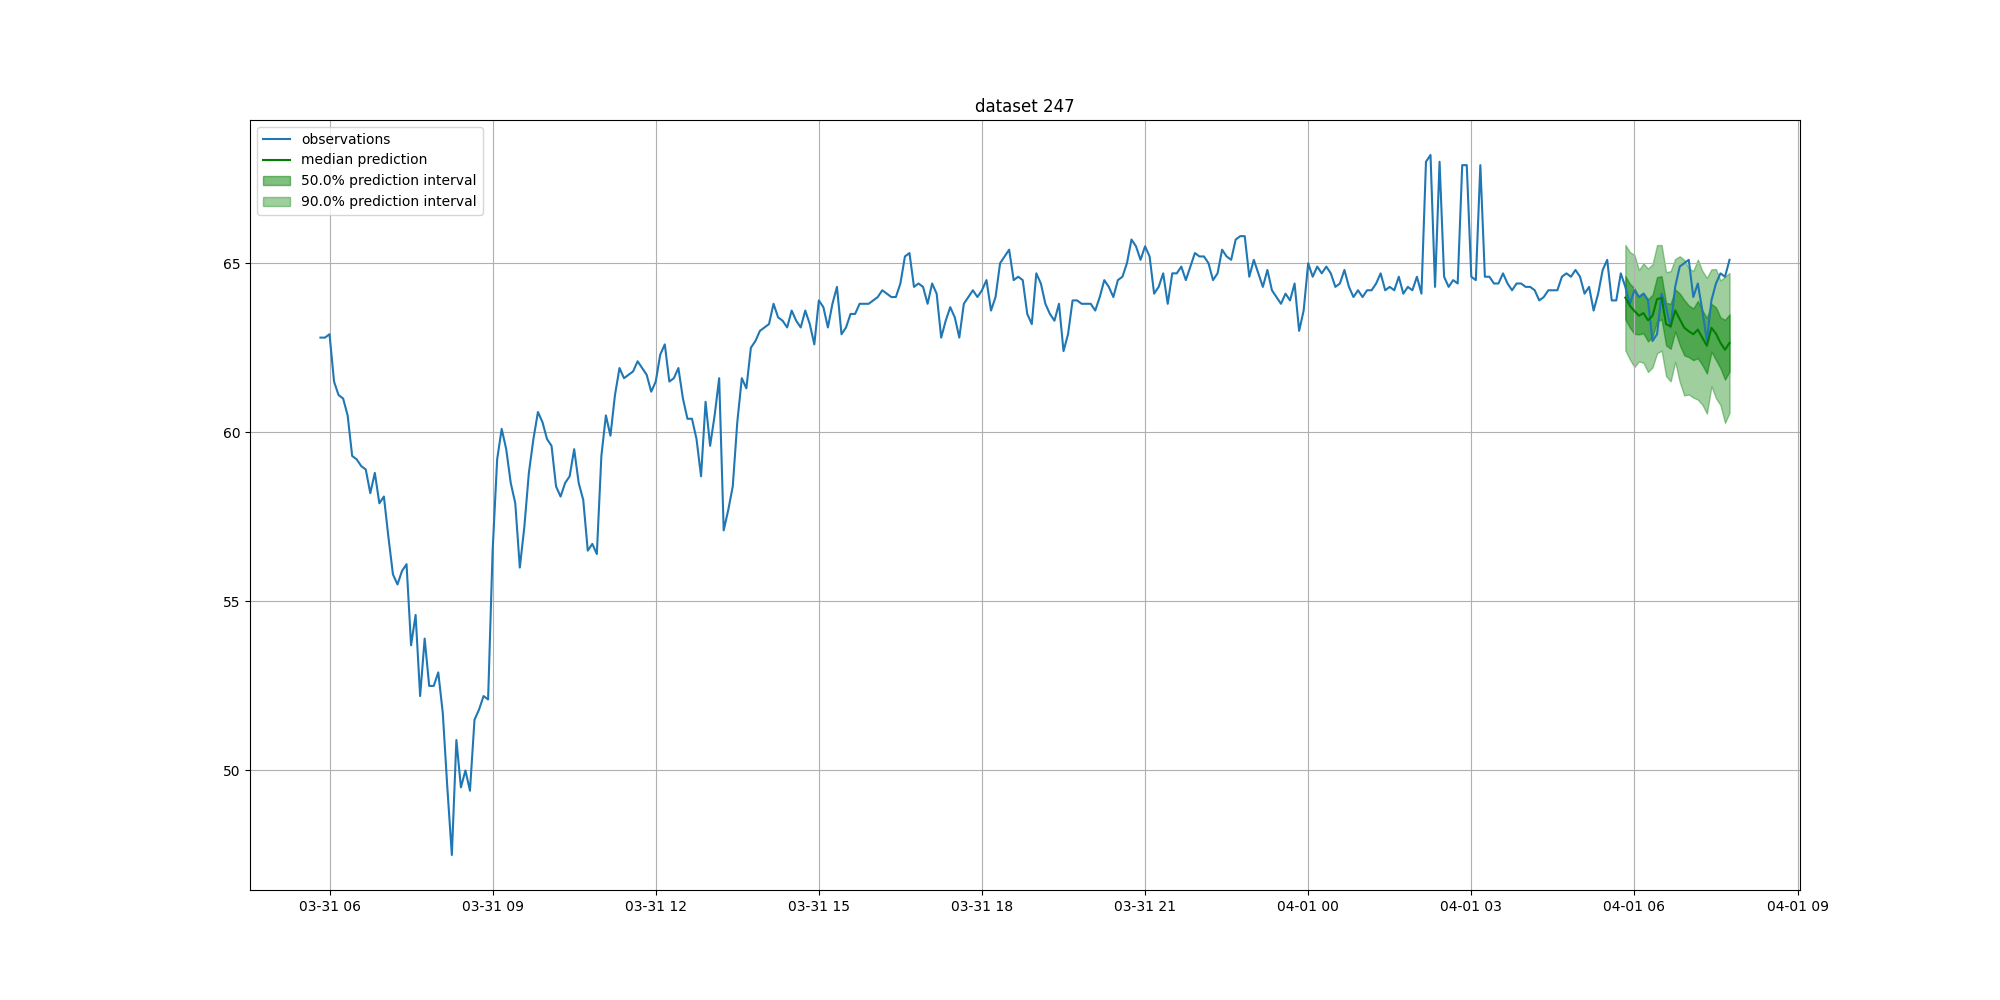 dataset 247
observations
median prediction
50.0% prediction interval
90.0% prediction interval
65
60
55
50
03-31 06
03-31 09
03-31 12
03-31 15
03-31 18
03-31 21
04-01 00
04-01 03
04-01 06
04-01 09